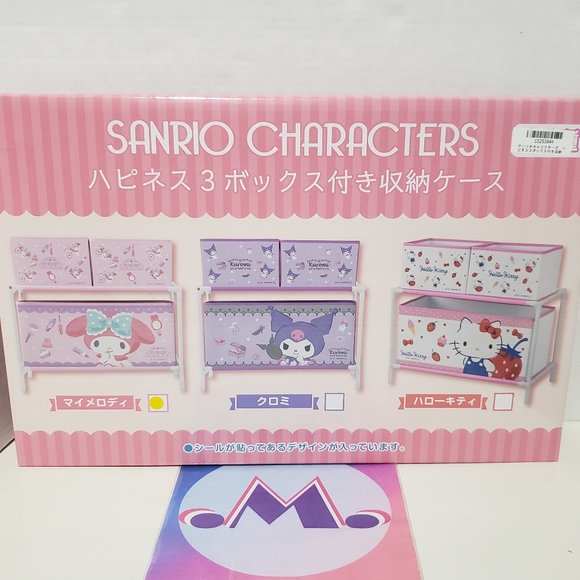 SANRIO CHARACTERS
ハピネス3ボックス付き収納ケース
Kuromi
Kuromi
Hello Kitty
Hello Kitty
Kuromi
Hello Kitty
マイメロディ
クロミ
ハローキティ
●シールが貼ってあるデザインが入っています。
M